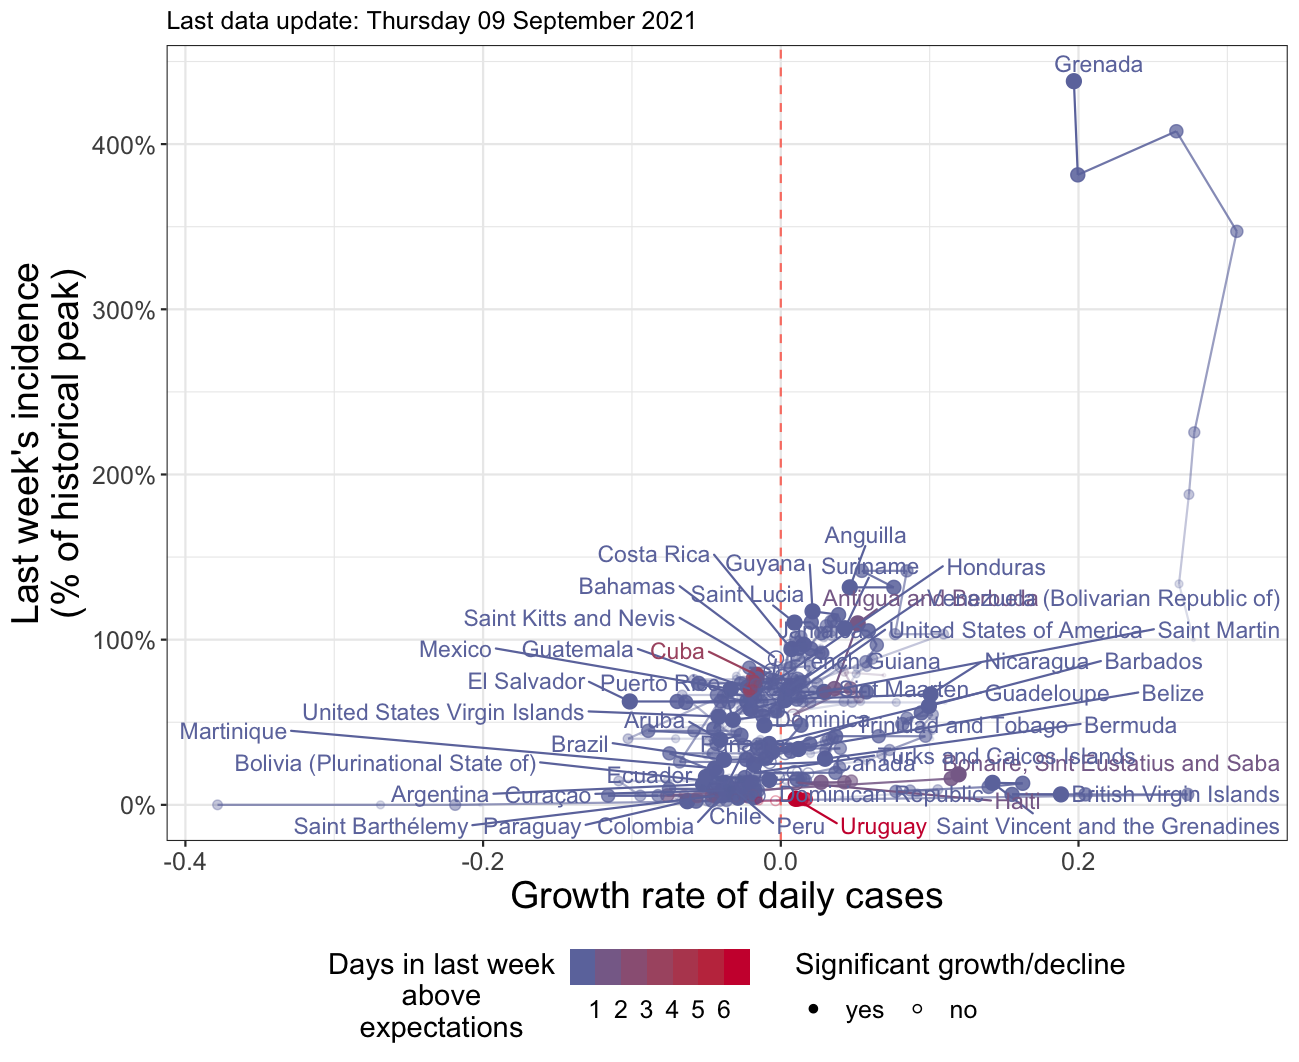 Last data update: Thursday 09 September 2021
Last week's incidence
(% of historical peak)
400%
300%
200%
100%
0%
Grenada
Anguilla
Costa Rica
Guyana
Suriname
Honduras
Bahamas
Saint Lucia
Antigua and Barbuda
Venezuela (Bolivarian Republic of)
Saint Kitts and Nevis
United States of America
Saint Martin
Mexico
Guatemala
Cuba
French Guiana
Nicaragua
Barbados
El Salvador
Puerto Rico
Sint Maarten
Guadeloupe
Belize
United States Virgin Islands
Aruba
Dominica
Trinidad and Tobago
Bermuda
Martinique
Brazil
Panama
Turks and Caicos Islands
Bolivia (Plurinational State of)
Ecuador
Canada
Bonaire, Sint Eustatius and Saba
Argentina
Curaçao
Dominican Republic
Haiti
British Virgin Islands
Saint Barthélemy
Paraguay
Colombia
Chile
Peru
Uruguay
Saint Vincent and the Grenadines
-0.4
-0.2
0.0
0.2
Growth rate of daily cases
Days in last week
above
expectations
1 2 3 4 5 6
Significant growth/decline
yes
no